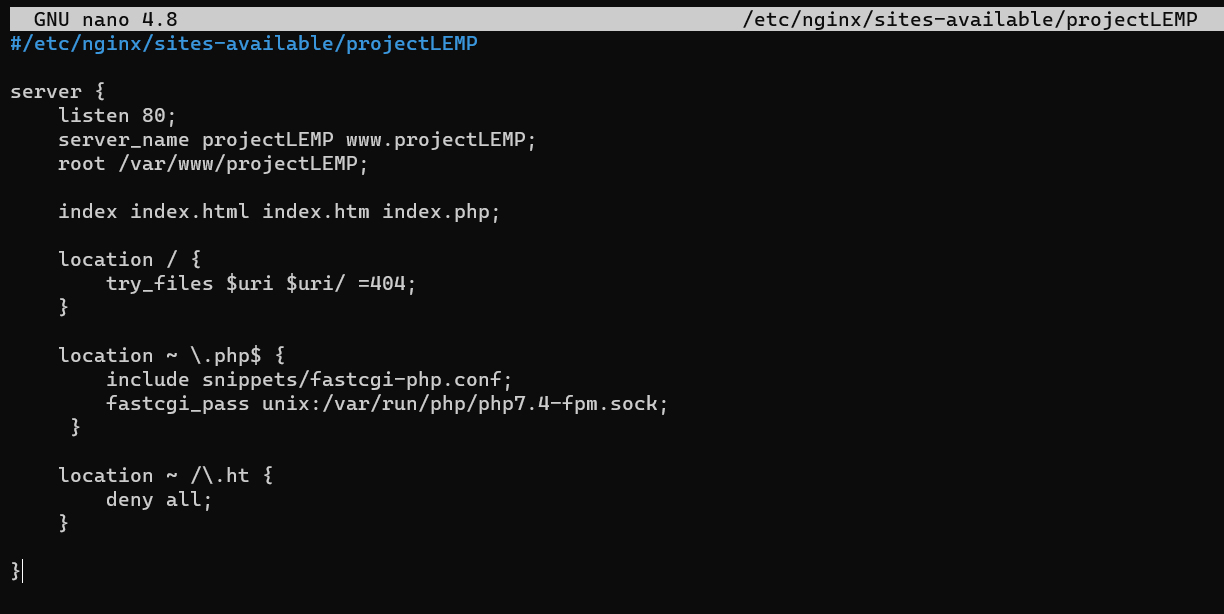 GNU nano 4.8 /etc/nginx/sites-available/projectLEMP
#/etc/nginx/sites-available/projectLEMP
server {
listen 80;
server_name projectLEMP www.projectLEMP;
root /var/www/projectLEMP;
index index.html index.htm index.php;
location / {
try_files $uri $uri/ =404;
}
location ~ \.php$ {
include snippets/fastcgi-php.conf;
fastcgi_pass unix:/var/run/php/php7.4-fpm.sock;
}
location ~ /\.ht {
deny all;
}
}